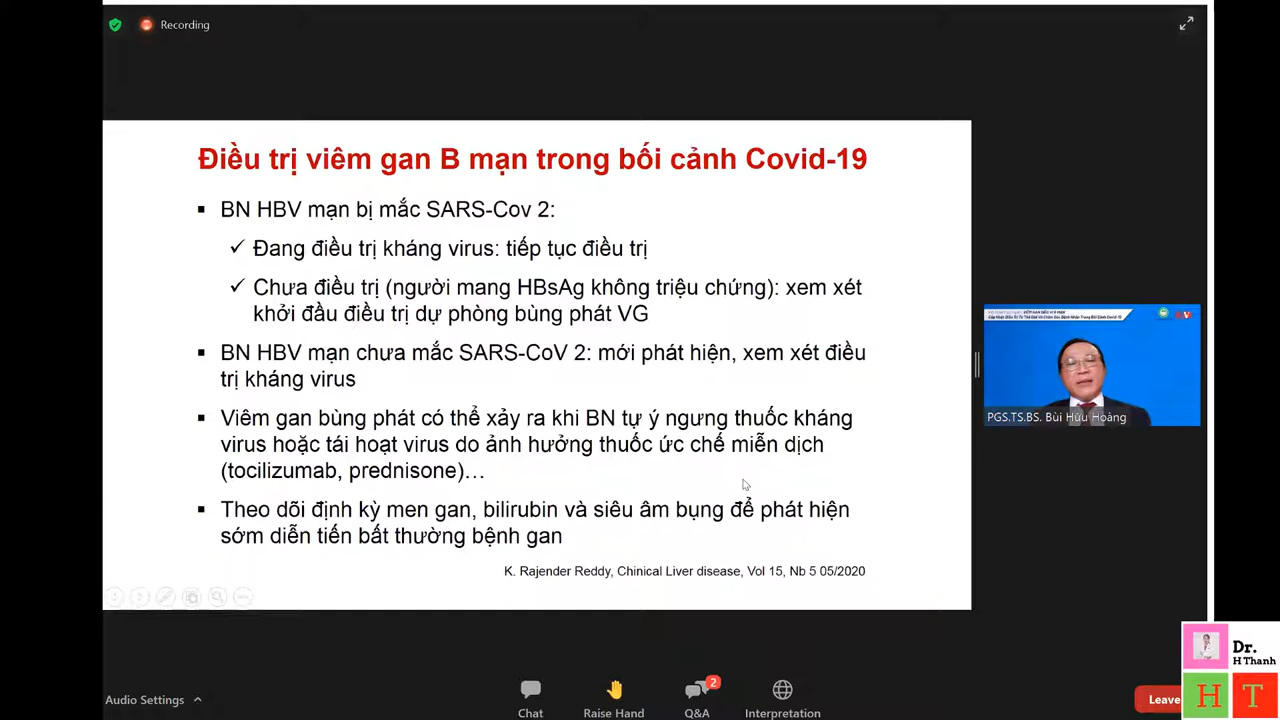 Recording
Điều trị viêm gan B mạn trong bối cảnh Covid-19
▪ BN HBV mạn bị mắc SARS-Cov 2:
✓ Đang điều trị kháng virus: tiếp tục điều trị
✓ Chưa điều trị (người mang HBsAg không triệu chứng): xem xét
khởi đầu điều trị dự phòng bùng phát VG
▪ BN HBV mạn chưa mắc SARS-CoV 2: mới phát hiện, xem xét điều
trị kháng virus
▪ Viêm gan bùng phát có thể xảy ra khi BN tự ý ngưng thuốc kháng
virus hoặc tái hoạt virus do ảnh hưởng thuốc ức chế miễn dịch
(tocilizumab, prednisone)…
▪ Theo dõi định kỳ men gan, bilirubin và siêu âm bụng để phát hiện
sớm diễn tiến bất thường bệnh gan
K. Rajender Reddy, Chinical Liver disease, Vol 15, Nb 5 05/2020
PGS.TS.BS. Bùi Hữu Hoàng
Dr.
H Thanh
H T
Audio Settings
Chat
Raise Hand
2
Q&A
Interpretation
Leave